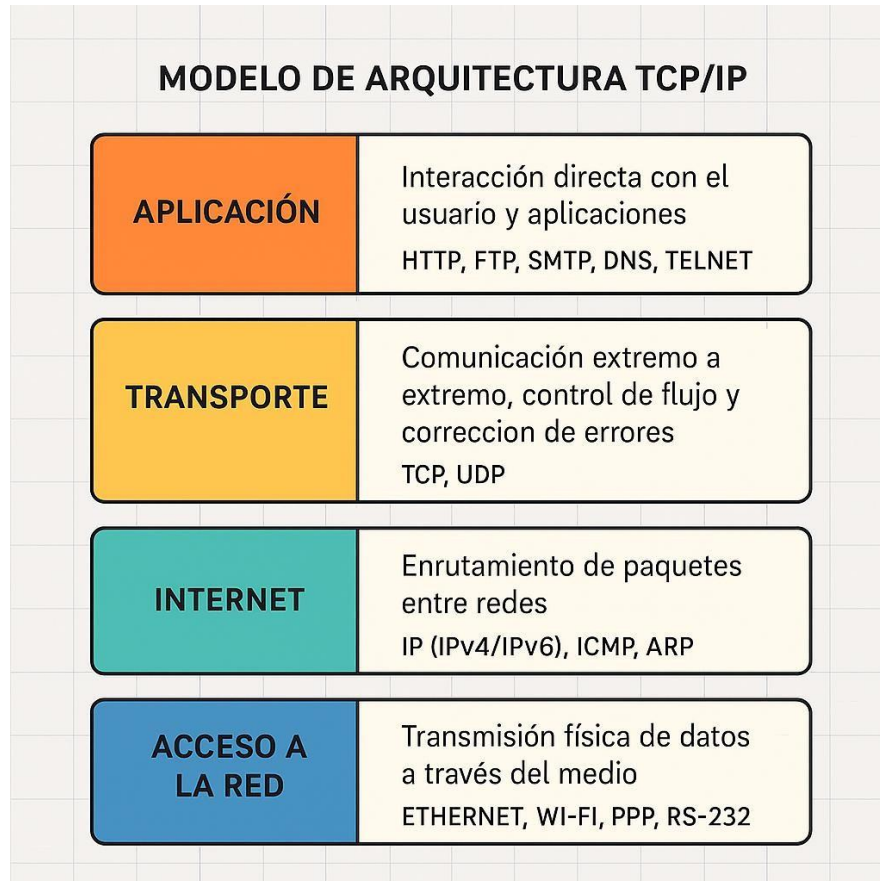 MODELO DE ARQUITECTURA TCP/IP
APLICACIÓN
Interacción directa con el
usuarío y aplicaciones
HTTP, FTP, SMTP, DNS, TELNET
TRANSPORTE
Comunicación extremo a
extremo, control de flujo y
correccion de errores
TCP, UDP
INTERNET
Enrutamiento de paquetes
entre redes
IP (IPv4/IPv6), ICMP, ARP
ACCESO A
LA RED
Transmisión física de datos
a través del medio
ETHERNET, WI-FI, PPP, RS-232